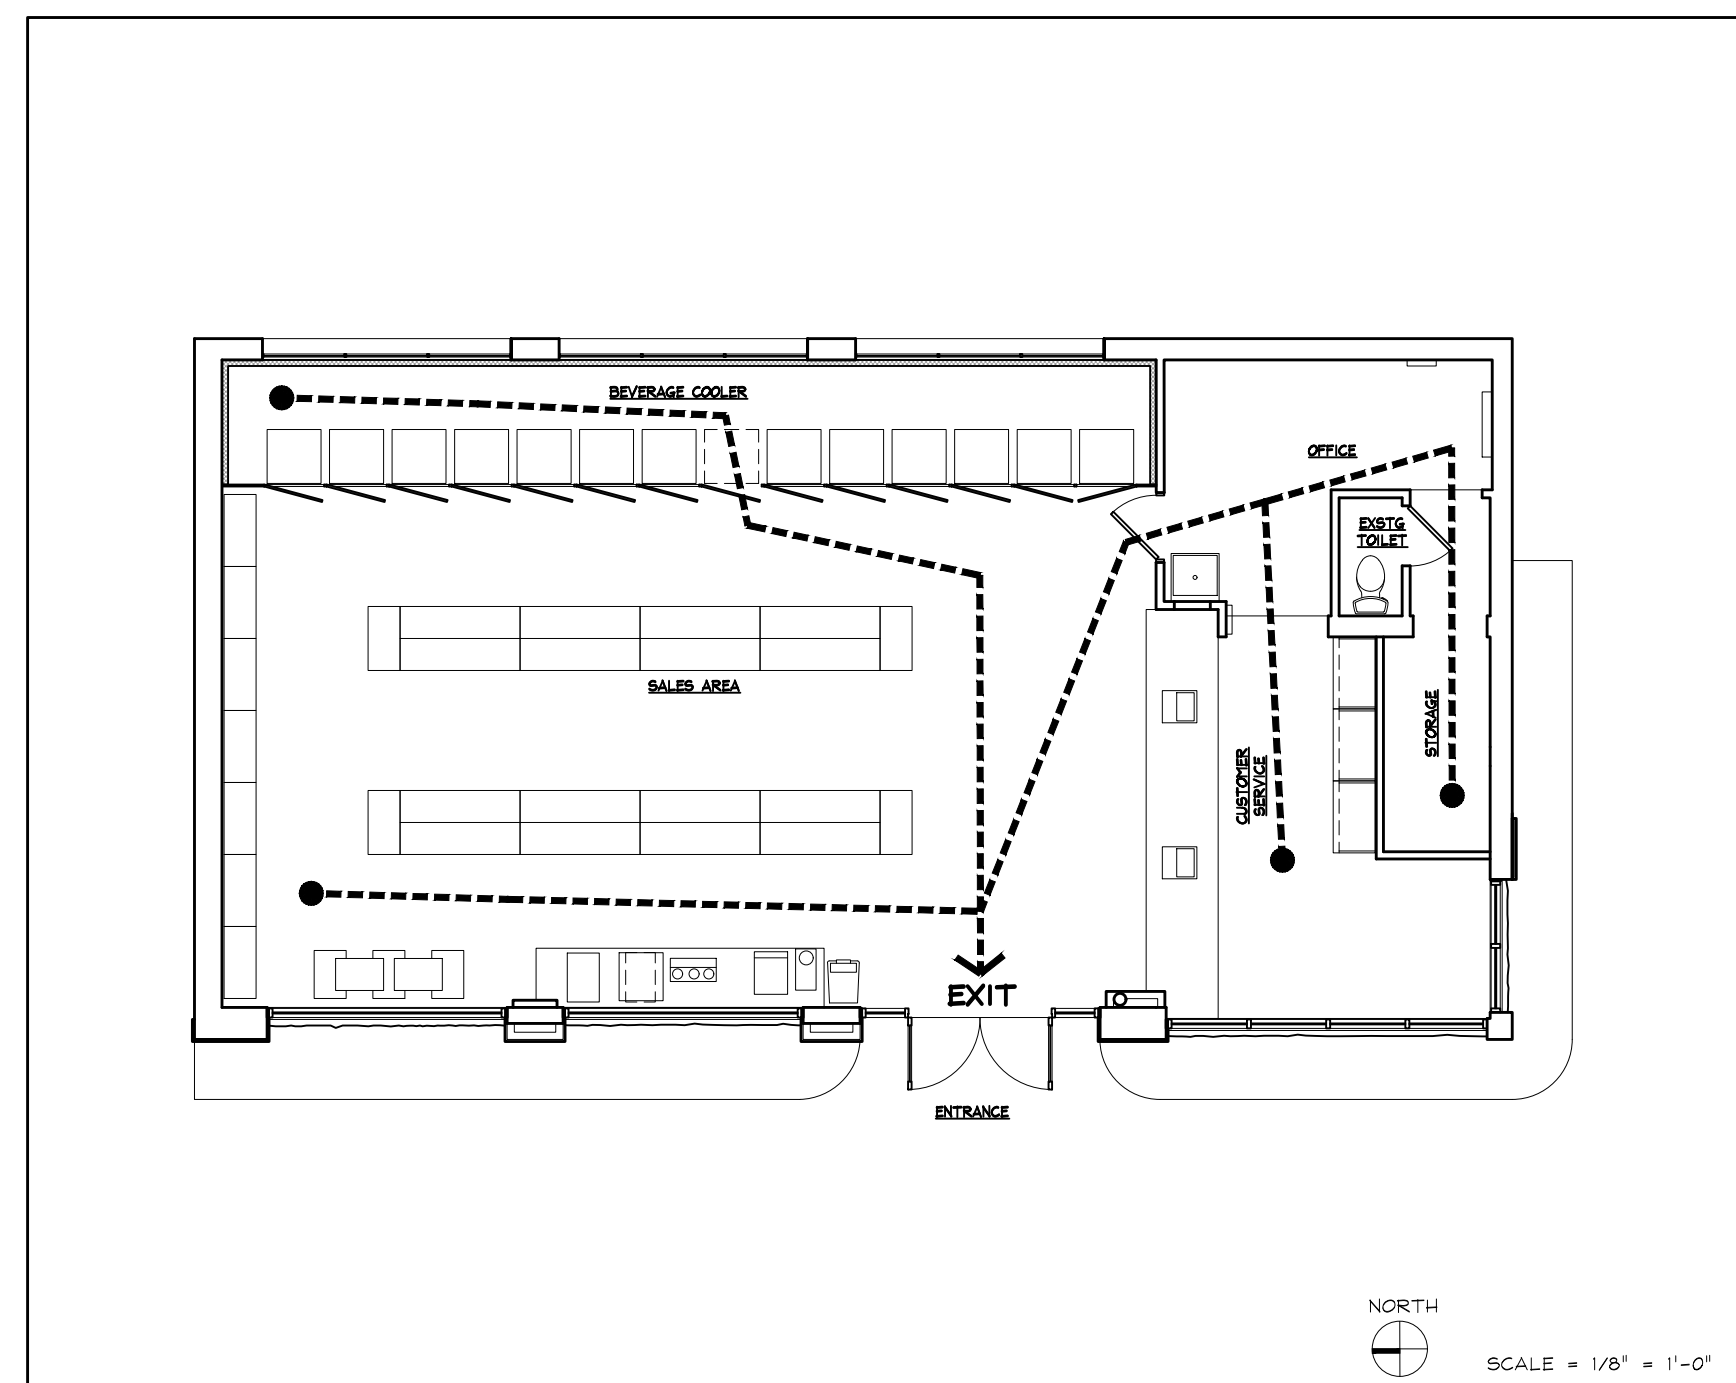 BEVERAGE COOLER
OFFICE
EXSTG
TOILET
SALES AREA
STORAGE
CUSTOMER
SERVICE
EXIT
ENTRANCE
NORTH
SCALE = 1/8" = 1'-0"